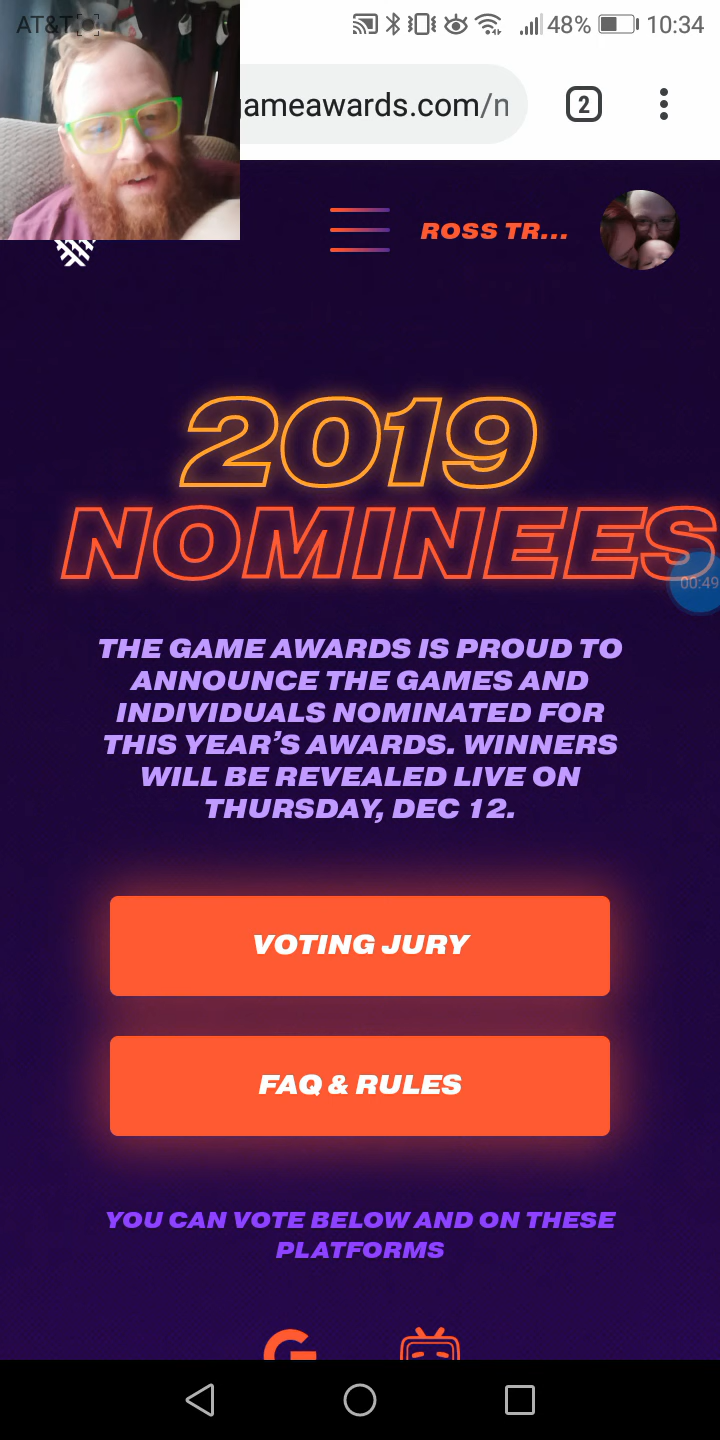 AT&T
48%
10:34
gameawards.com/n
2
ROSS TR...
2019
NOMINEES
00:49
THE GAME AWARDS IS PROUD TO
ANNOUNCE THE GAMES AND
INDIVIDUALS NOMINATED FOR
THIS YEAR'S AWARDS. WINNERS
WILL BE REVEALED LIVE ON
THURSDAY, DEC 12.
VOTING JURY
FAQ & RULES
YOU CAN VOTE BELOW AND ON THESE
PLATFORMS